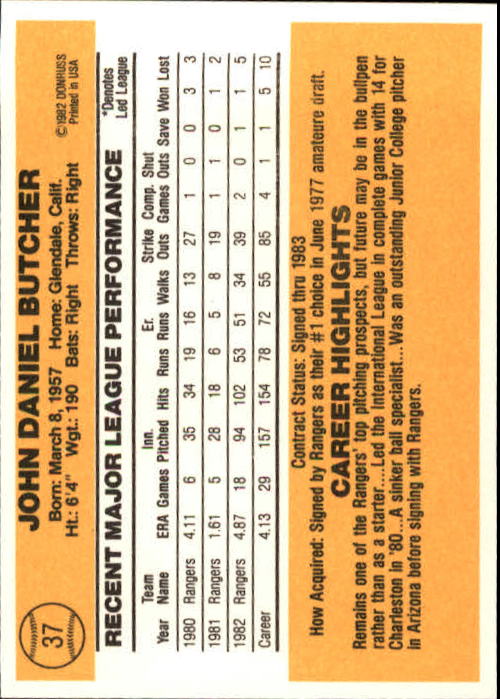 37
JOHN DANIEL BUTCHER
Born: March 8, 1957 Home: Glendale, Calif.
Ht.: 6'4" Wgt.: 190 Bats: Right Throws: Right
©1982 DONRUSS
Printed in USA
RECENT MAJOR LEAGUE PERFORMANCE
*Denotes
Led League
Team Inn. Er. Strike Comp. Shut
Year Name ERA Games Pitched Hits Runs Runs Walks Outs Games Outs Save Won Lost
1980 Rangers 4.11 6 35 34 19 16 13 27 1 0 0 3 3
1981 Rangers 1.61 5 28 18 6 5 8 19 1 1 0 1 2
1982 Rangers 4.87 18 94 102 53 51 34 39 2 0 1 1 5
Career 4.13 29 157 154 78 72 55 85 4 1 1 5 10
Contract Status: Signed thru 1983
How Acquired: Signed by Rangers as their #1 choice in June 1977 amateure draft.
CAREER HIGHLIGHTS
Remains one of the Rangers' top pitching prospects, but future may be in the bullpen
rather than as a starter...Led the International League in complete games with 14 for
Charleston in '80...A sinker ball specialist...Was an outstanding Junior College pitcher
in Arizona before signing with Rangers.